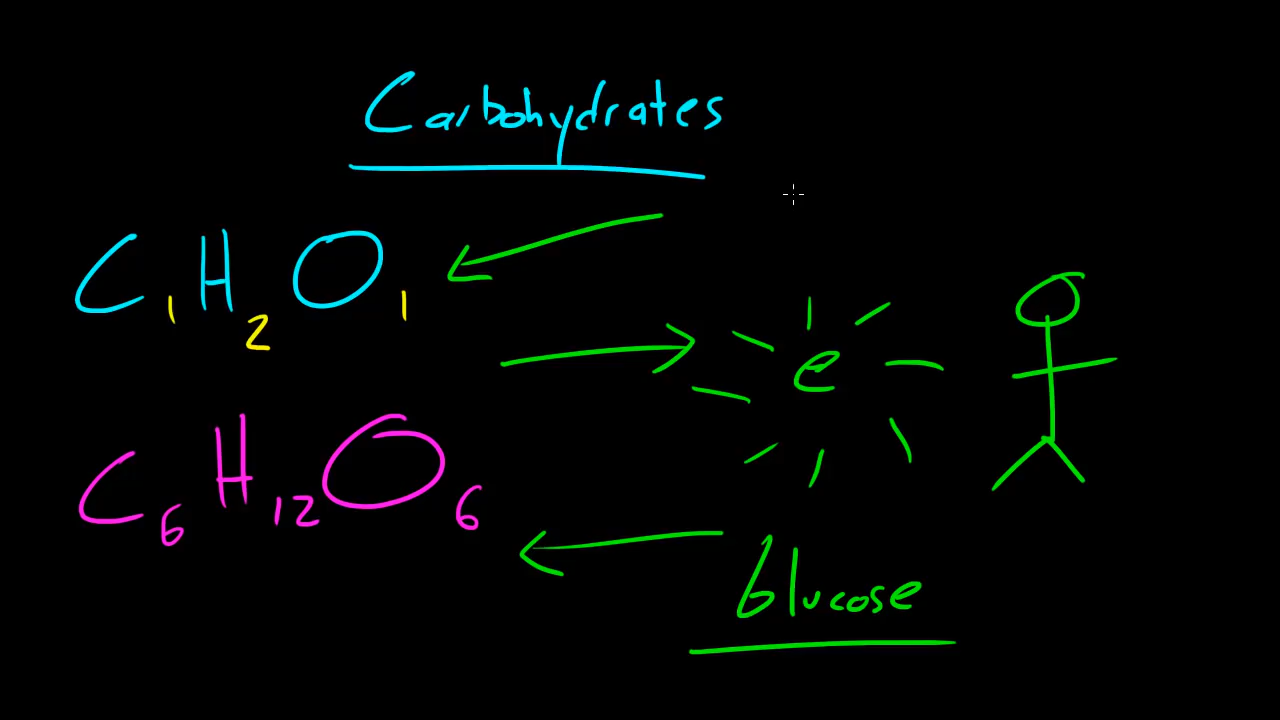 Carbohydrates
C₁H₂O₁
e
C₆H₁₂O₆
Glucose